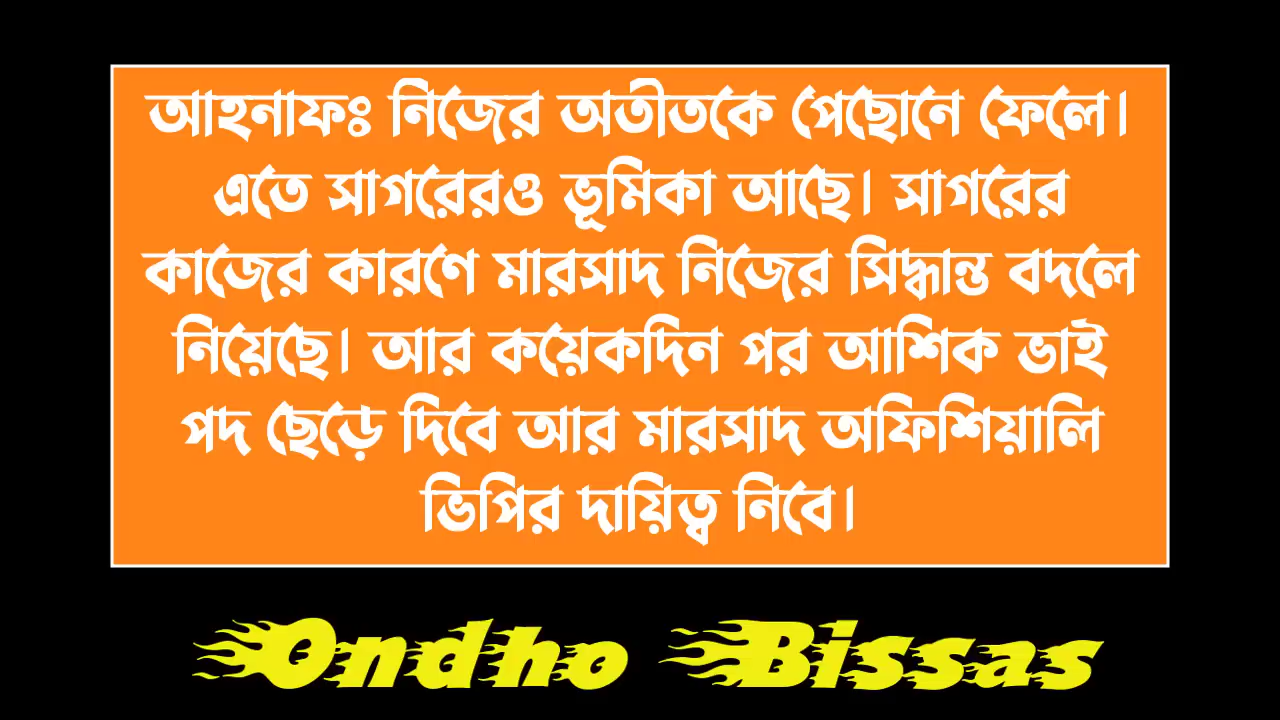 আহনাফঃ নিজের অতীতকে পেছোনে ফেলে।
এতে সাগরেরও ভূমিকা আছে। সাগরের
কাজের কারণে মারসাদ নিজের সিদ্ধান্ত বদলে
নিয়েছে। আর কয়েকদিন পর আশিক ভাই
পদ ছেড়ে দিবে আর মারসাদ অফিশিয়ালি
ভিপির দায়িত্ব নিবে।
Ondho Bissas